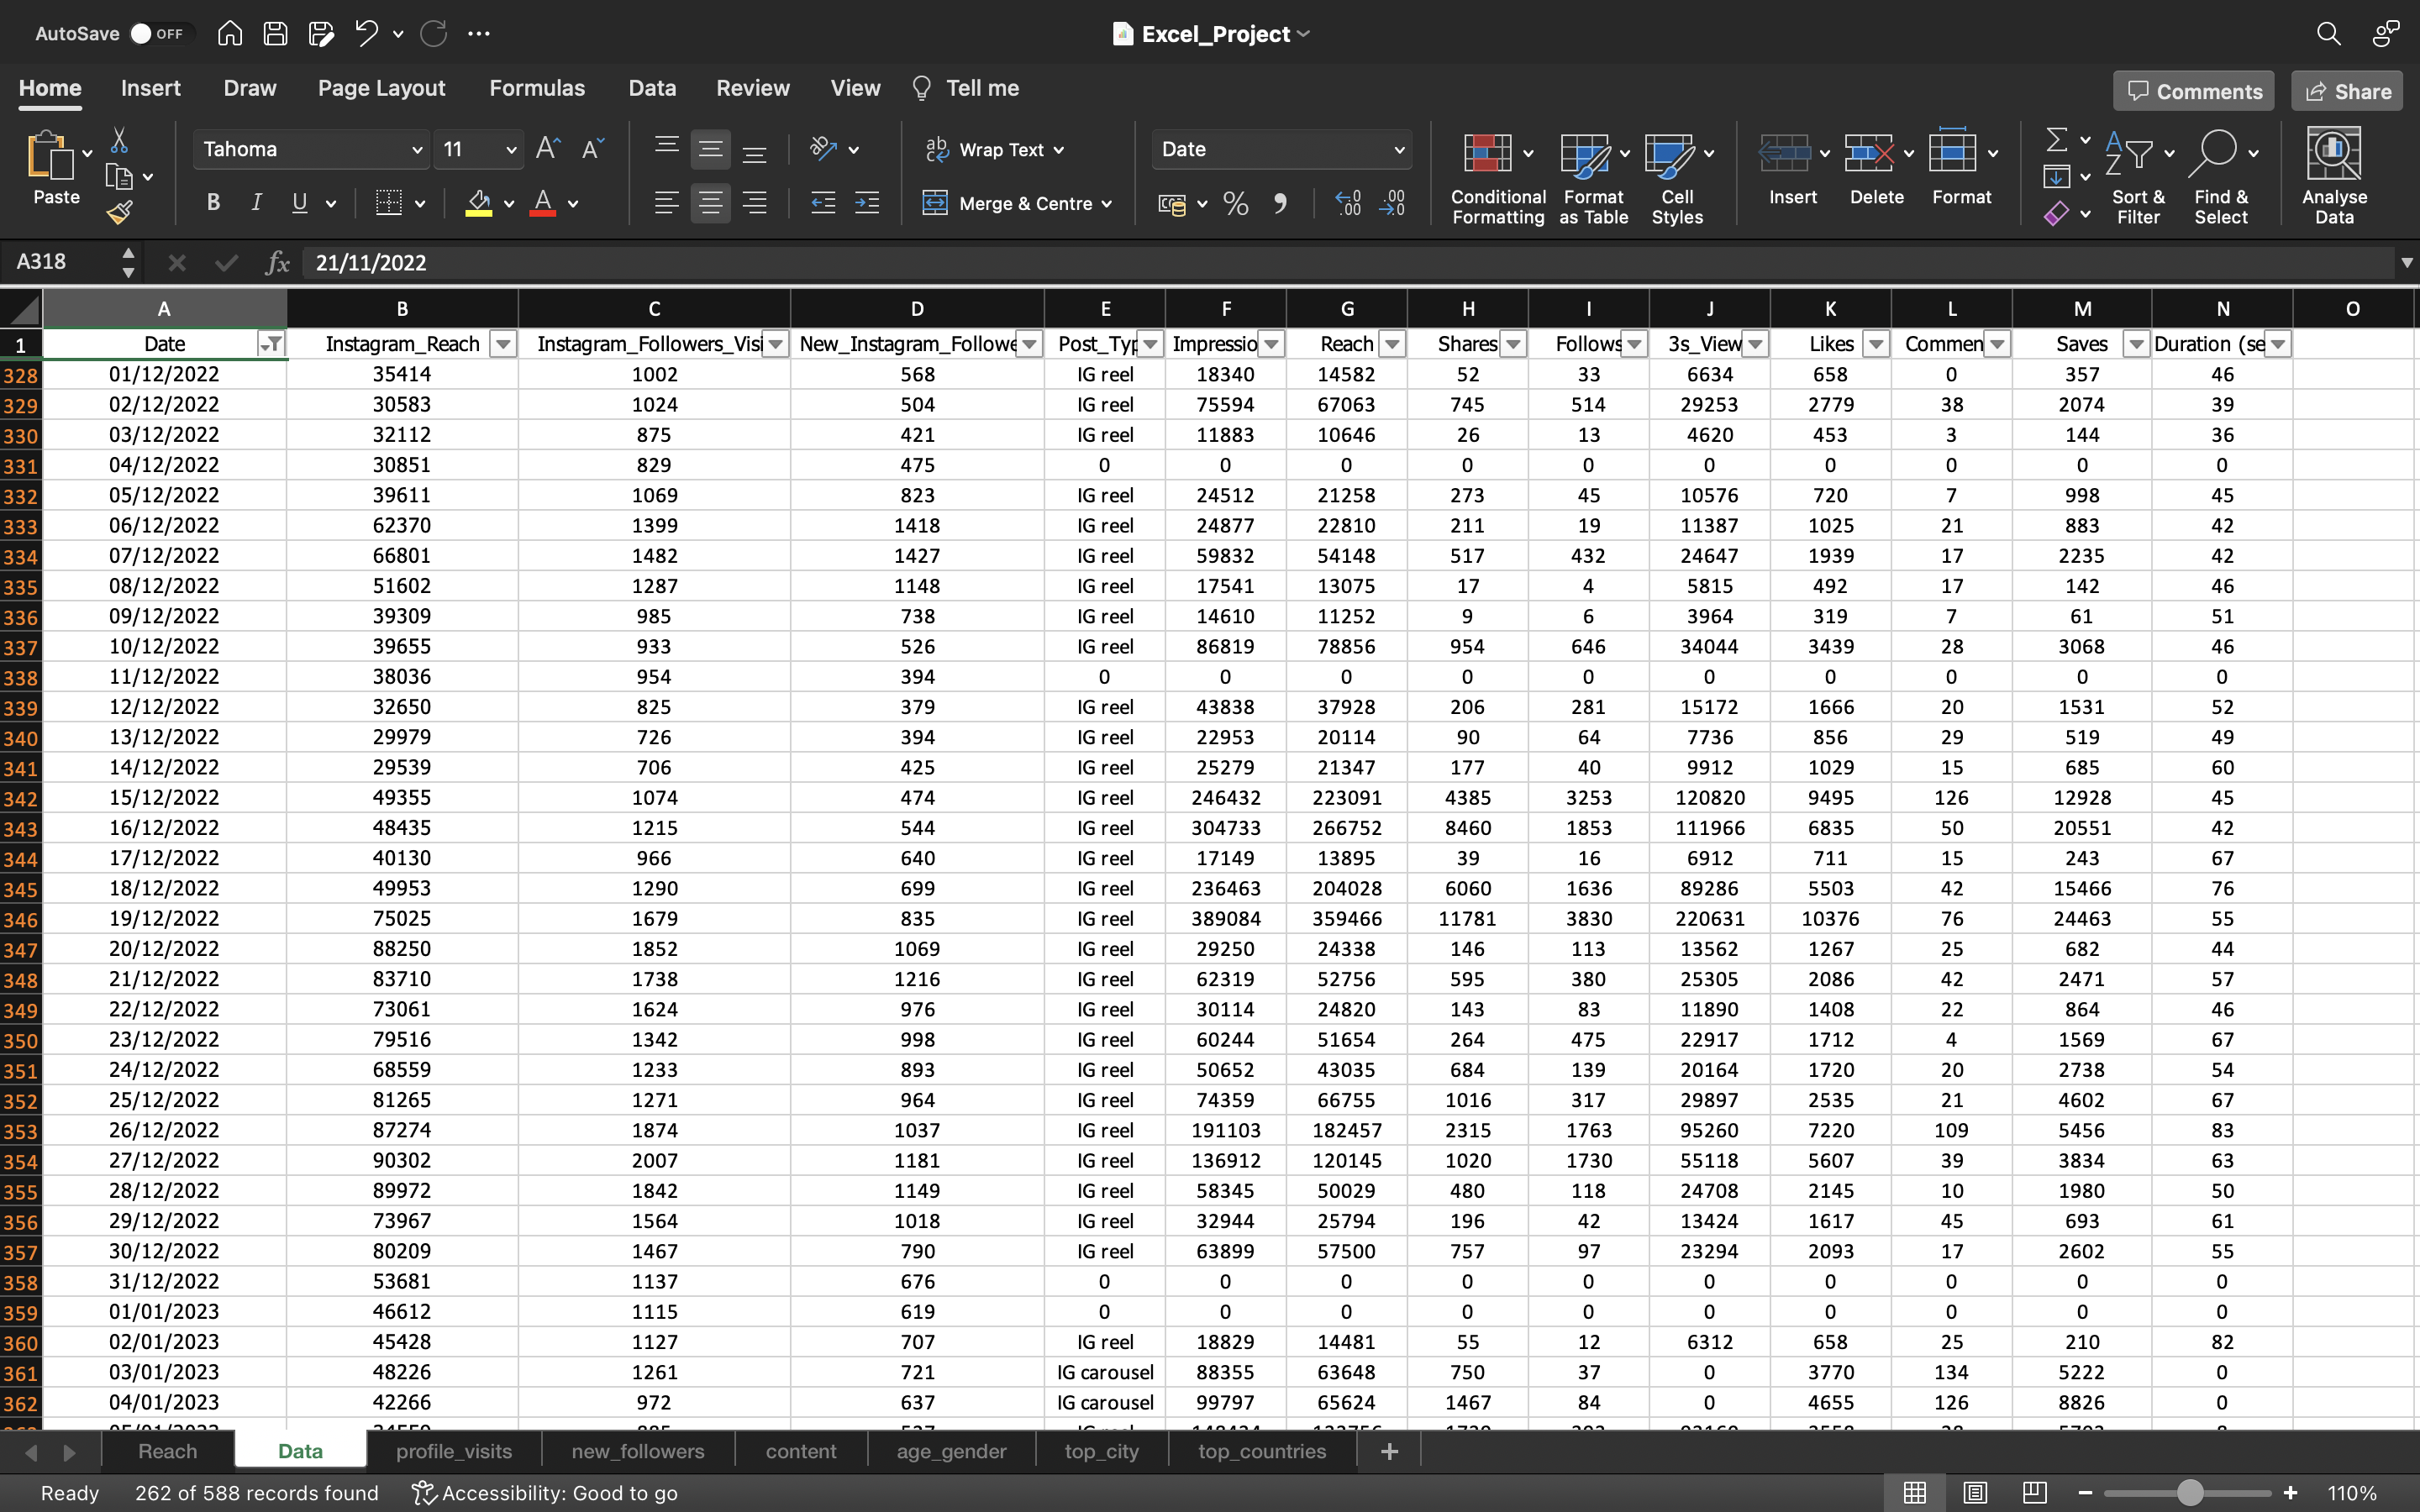 AutoSave OFF Excel_Project
Home Insert Draw Page Layout Formulas Data Review View Tell me Comments Share
Paste Tahoma 11 Wrap Text Date Conditional Formatting Format as Table Cell Styles Insert Delete Format Sort & Filter Find & Select Analyse Data
B I U Merge & Centre
A318 fx 21/11/2022
A B C D E F G H I J K L M N O
1 Date Instagram_Reach Instagram_Followers_Visi New_Instagram_Followe Post_Typ Impressio Reach Shares Follows 3s_View Likes Commen Saves Duration (se
328 01/12/2022 35414 1002 568 IG reel 18340 14582 52 33 6634 658 0 357 46
329 02/12/2022 30583 1024 504 IG reel 75594 67063 745 514 29253 2779 38 2074 39
330 03/12/2022 32112 875 421 IG reel 11883 10646 26 13 4620 453 3 144 36
331 04/12/2022 30851 829 475 0 0 0 0 0 0 0 0 0 0
332 05/12/2022 39611 1069 823 IG reel 24512 21258 273 45 10576 720 7 998 45
333 06/12/2022 62370 1399 1418 IG reel 24877 22810 211 19 11387 1025 21 883 42
334 07/12/2022 66801 1482 1427 IG reel 59832 54148 517 432 24647 1939 17 2235 42
335 08/12/2022 51602 1287 1148 IG reel 17541 13075 17 4 5815 492 17 142 46
336 09/12/2022 39309 985 738 IG reel 14610 11252 9 6 3964 319 7 61 51
337 10/12/2022 39655 933 526 IG reel 86819 78856 954 646 34044 3439 28 3068 46
338 11/12/2022 38036 954 394 0 0 0 0 0 0 0 0 0 0
339 12/12/2022 32650 825 379 IG reel 43838 37928 206 281 15172 1666 20 1531 52
340 13/12/2022 29979 726 394 IG reel 22953 20114 90 64 7736 856 29 519 49
341 14/12/2022 29539 706 425 IG reel 25279 21347 177 40 9912 1029 15 685 60
342 15/12/2022 49355 1074 474 IG reel 246432 223091 4385 3253 120820 9495 126 12928 45
343 16/12/2022 48435 1215 544 IG reel 304733 266752 8460 1853 111966 6835 50 20551 42
344 17/12/2022 40130 966 640 IG reel 17149 13895 39 16 6912 711 15 243 67
345 18/12/2022 49953 1290 699 IG reel 236463 204028 6060 1636 89286 5503 42 15466 76
346 19/12/2022 75025 1679 835 IG reel 389084 359466 11781 3830 220631 10376 76 24463 55
347 20/12/2022 88250 1852 1069 IG reel 29250 24338 146 113 13562 1267 25 682 44
348 21/12/2022 83710 1738 1216 IG reel 62319 52756 595 380 25305 2086 42 2471 57
349 22/12/2022 73061 1624 976 IG reel 30114 24820 143 83 11890 1408 22 864 46
350 23/12/2022 79516 1342 998 IG reel 60244 51654 264 475 22917 1712 4 1569 67
351 24/12/2022 68559 1233 893 IG reel 50652 43035 684 139 20164 1720 20 2738 54
352 25/12/2022 81265 1271 964 IG reel 74359 66755 1016 317 29897 2535 21 4602 67
353 26/12/2022 87274 1874 1037 IG reel 191103 182457 2315 1763 95260 7220 109 5456 83
354 27/12/2022 90302 2007 1181 IG reel 136912 120145 1020 1730 55118 5607 39 3834 63
355 28/12/2022 89972 1842 1149 IG reel 58345 50029 480 118 24708 2145 10 1980 50
356 29/12/2022 73967 1564 1018 IG reel 32944 25794 196 42 13424 1617 45 693 61
357 30/12/2022 80209 1467 790 IG reel 63899 57500 757 97 23294 2093 17 2602 55
358 31/12/2022 53681 1137 676 0 0 0 0 0 0 0 0 0 0
359 01/01/2023 46612 1115 619 0 0 0 0 0 0 0 0 0 0
360 02/01/2023 45428 1127 707 IG reel 18829 14481 55 12 6312 658 25 210 82
361 03/01/2023 48226 1261 721 IG carousel 88355 63648 750 37 0 3770 134 5222 0
362 04/01/2023 42266 972 637 IG carousel 99797 65624 1467 84 0 4655 126 8826 0
Reach Data profile_visits new_followers content age_gender top_city top_countries
Ready 262 of 588 records found Accessibility: Good to go 110%